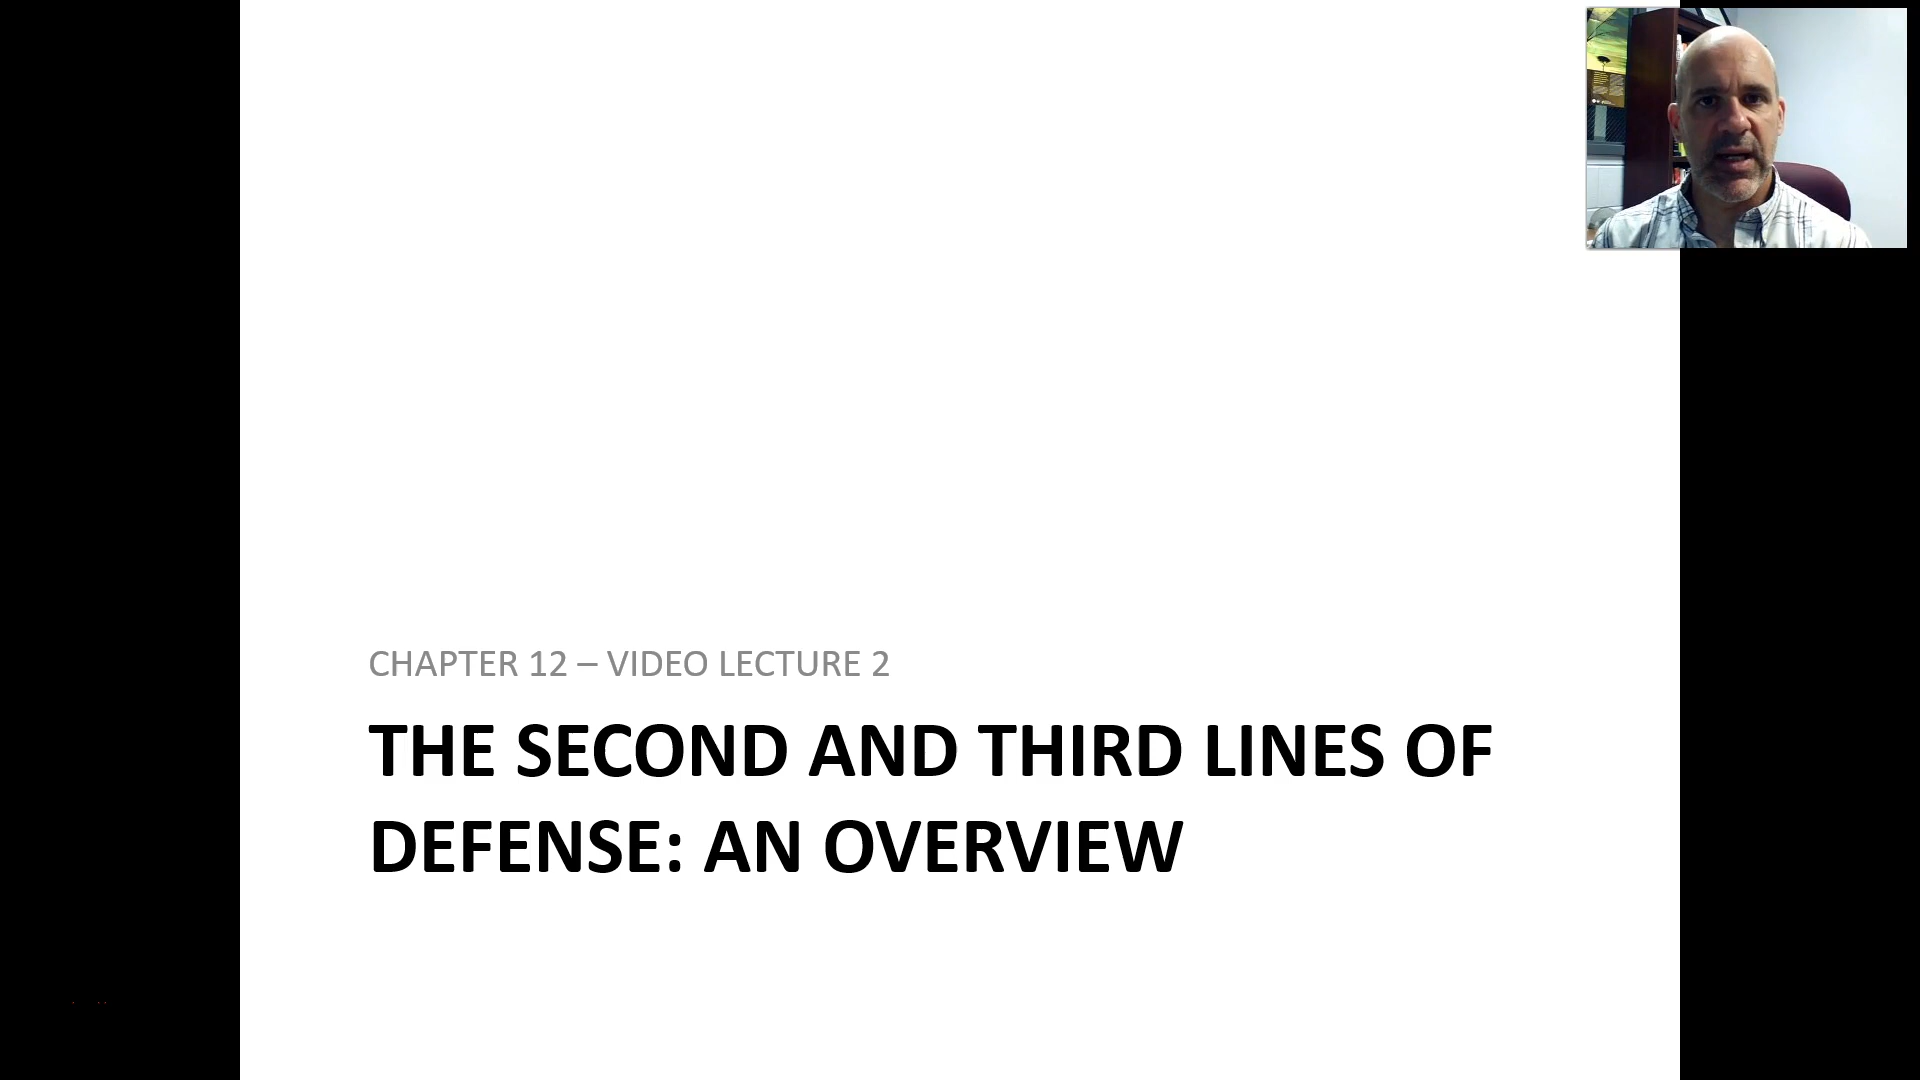 CHAPTER 12 – VIDEO LECTURE 2
THE SECOND AND THIRD LINES OF
DEFENSE: AN OVERVIEW